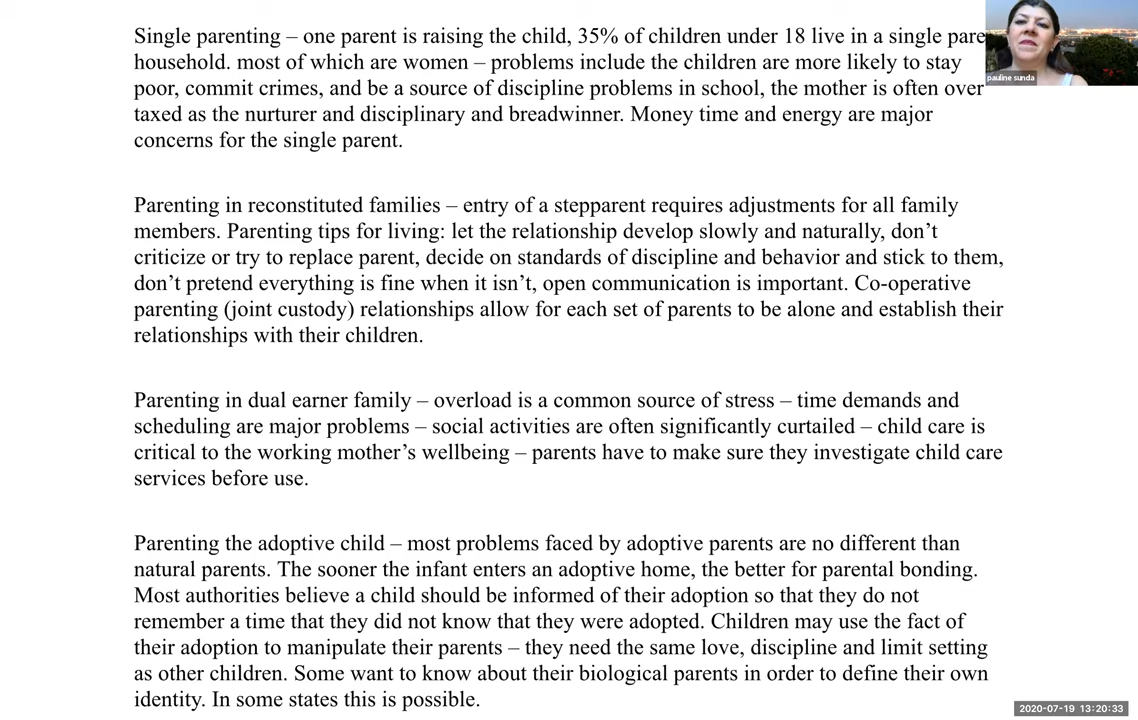 Single parenting – one parent is raising the child, 35% of children under 18 live in a single pare
household. most of which are women – problems include the children are more likely to stay
poor, commit crimes, and be a source of discipline problems in school, the mother is often over
taxed as the nurturer and disciplinary and breadwinner. Money time and energy are major
concerns for the single parent.
Parenting in reconstituted families – entry of a stepparent requires adjustments for all family
members. Parenting tips for living: let the relationship develop slowly and naturally, don’t
criticize or try to replace parent, decide on standards of discipline and behavior and stick to them,
don’t pretend everything is fine when it isn’t, open communication is important. Co-operative
parenting (joint custody) relationships allow for each set of parents to be alone and establish their
relationships with their children.
Parenting in dual earner family – overload is a common source of stress – time demands and
scheduling are major problems – social activities are often significantly curtailed – child care is
critical to the working mother’s wellbeing – parents have to make sure they investigate child care
services before use.
Parenting the adoptive child – most problems faced by adoptive parents are no different than
natural parents. The sooner the infant enters an adoptive home, the better for parental bonding.
Most authorities believe a child should be informed of their adoption so that they do not
remember a time that they did not know that they were adopted. Children may use the fact of
their adoption to manipulate their parents – they need the same love, discipline and limit setting
as other children. Some want to know about their biological parents in order to define their own
identity. In some states this is possible.
pauline sunda
2020-07-19 13:20:33